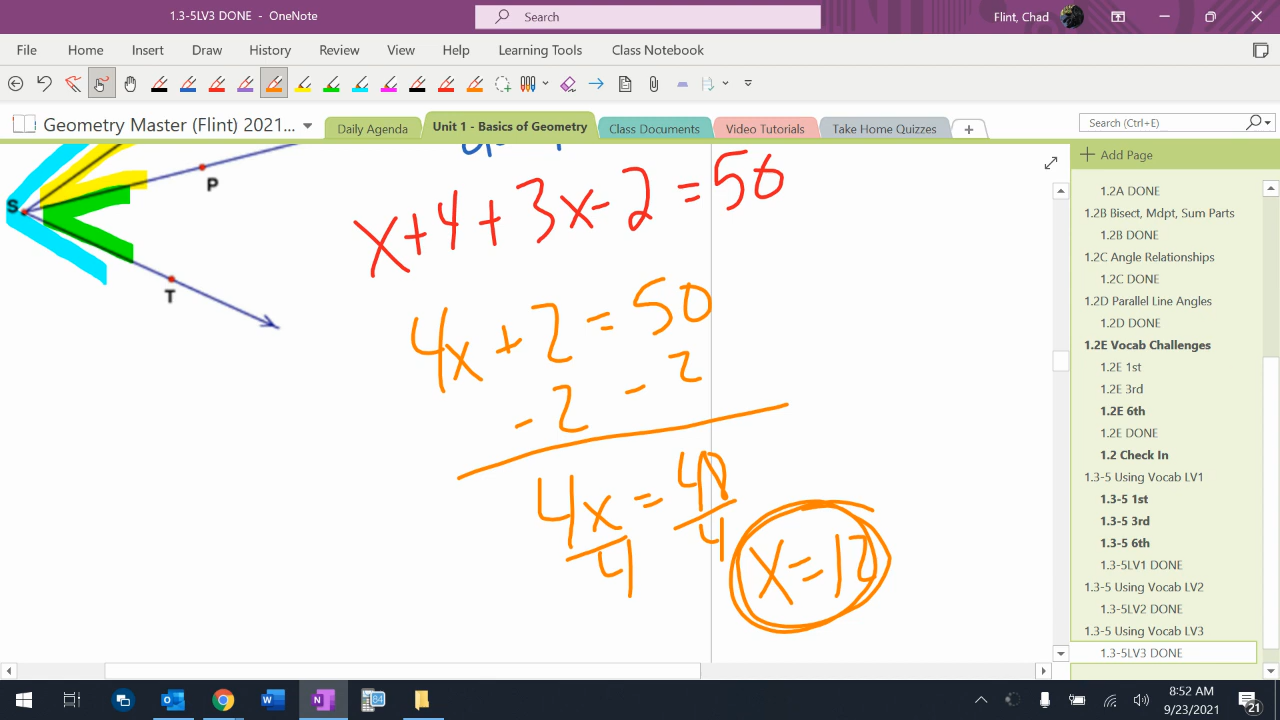 1.3-5LV3 DONE - OneNote
Search
Flint, Chad
File Home Insert Draw History Review View Help Learning Tools Class Notebook
Geometry Master (Flint) 2021...
Daily Agenda
Unit 1 - Basics of Geometry
Class Documents
Video Tutorials
Take Home Quizzes
Search (Ctrl+E)
Add Page
1.2A DONE
1.2B Bisect, Mdpt, Sum Parts
1.2B DONE
1.2C Angle Relationships
1.2C DONE
1.2D Parallel Line Angles
1.2D DONE
1.2E Vocab Challenges
1.2E 1st
1.2E 3rd
1.2E 6th
1.2E DONE
1.2 Check In
1.3-5 Using Vocab LV1
1.3-5 1st
1.3-5 3rd
1.3-5 6th
1.3-5LV1 DONE
1.3-5 Using Vocab LV2
1.3-5LV2 DONE
1.3-5 Using Vocab LV3
1.3-5LV3 DONE
S
P
T
x+4+3x-2=50
4x+2=50
-2 -2
4x=48
4 4
x=12
84
8:52 AM
9/23/2021
21